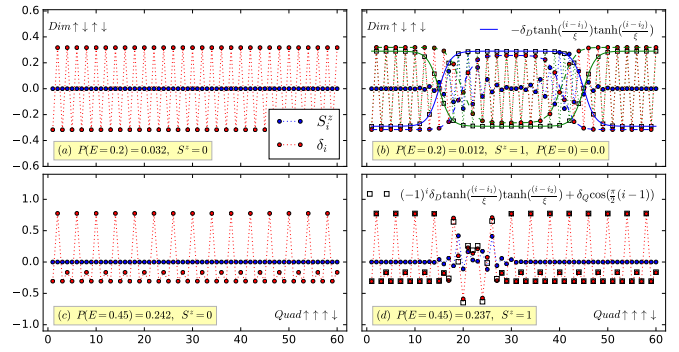 0.6
0.4
0.2
0.0
−0.2
−0.4
−0.6
Dim↑↓↑↓
S_i^z
δ_i
(a) P(E=0.2)=0.032, S^z=0
Dim↑↓↑↓
−δ_D tanh((i−i_1)/ξ)tanh((i−i_2)/ξ)
(b) P(E=0.2)=0.012, S^z=1, P(E=0)=0.0
1.0
0.5
0.0
−0.5
−1.0
(c) P(E=0.45)=0.242, S^z=0
Quad↑↑↑↓
0 10 20 30 40 50 60
(−1)^i δ_D tanh((i−i_1)/ξ)tanh((i−i_2)/ξ)+δ_Q cos(π/2(i−1))
(d) P(E=0.45)=0.237, S^z=1
Quad↑↑↑↓
0 10 20 30 40 50 60